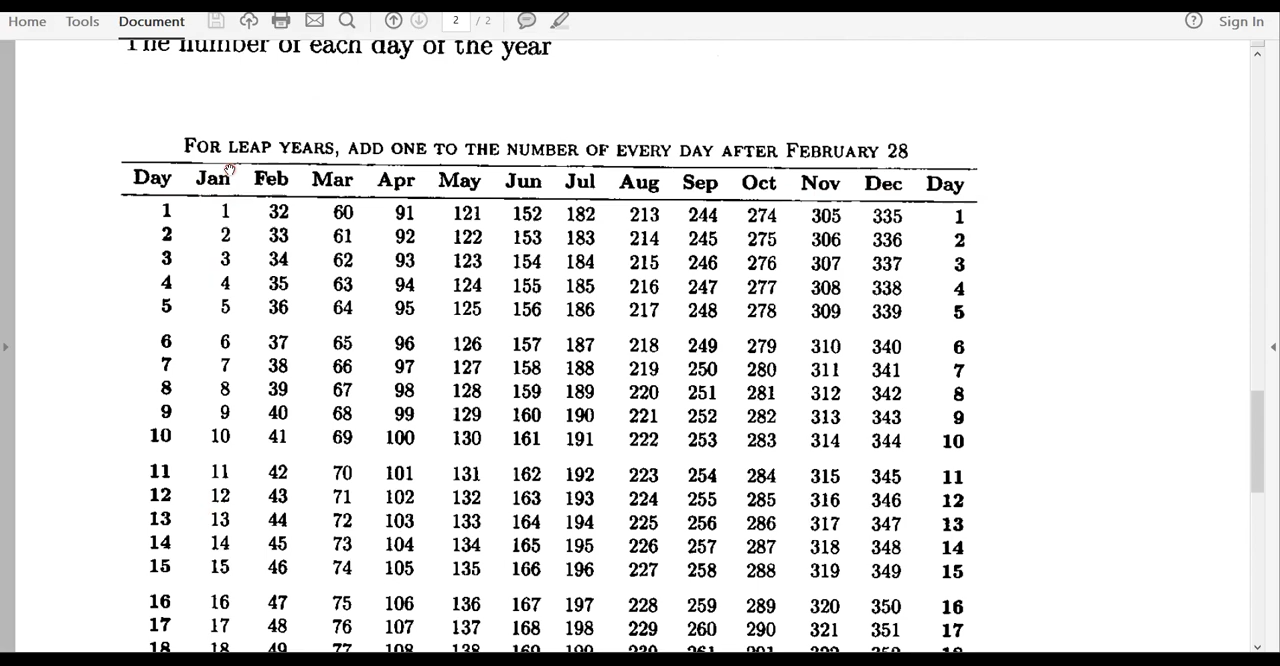 Home Tools Document 2 / 2 ? Sign In
The number of each day of the year
FOR LEAP YEARS, ADD ONE TO THE NUMBER OF EVERY DAY AFTER FEBRUARY 28
Day Jan Feb Mar Apr May Jun Jul Aug Sep Oct Nov Dec Day
1 1 32 60 91 121 152 182 213 244 274 305 335 1
2 2 33 61 92 122 153 183 214 245 275 306 336 2
3 3 34 62 93 123 154 184 215 246 276 307 337 3
4 4 35 63 94 124 155 185 216 247 277 308 338 4
5 5 36 64 95 125 156 186 217 248 278 309 339 5
6 6 37 65 96 126 157 187 218 249 279 310 340 6
7 7 38 66 97 127 158 188 219 250 280 311 341 7
8 8 39 67 98 128 159 189 220 251 281 312 342 8
9 9 40 68 99 129 160 190 221 252 282 313 343 9
10 10 41 69 100 130 161 191 222 253 283 314 344 10
11 11 42 70 101 131 162 192 223 254 284 315 345 11
12 12 43 71 102 132 163 193 224 255 285 316 346 12
13 13 44 72 103 133 164 194 225 256 286 317 347 13
14 14 45 73 104 134 165 195 226 257 287 318 348 14
15 15 46 74 105 135 166 196 227 258 288 319 349 15
16 16 47 75 106 136 167 197 228 259 289 320 350 16
17 17 48 76 107 137 168 198 229 260 290 321 351 17
18 18 49 77 108 138 169